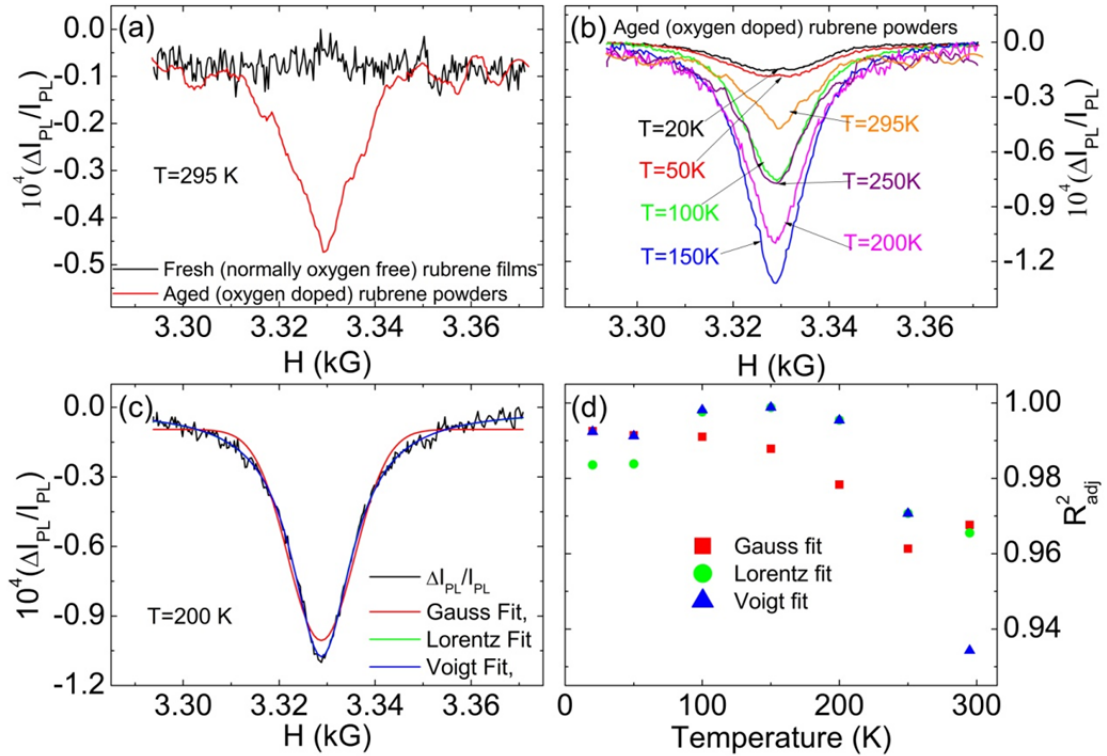 (a)
0.0
-0.1
-0.2
-0.3
-0.4
-0.5
10⁴(ΔI_PL/I_PL)
T=295 K
Fresh (normally oxygen free) rubrene films
Aged (oxygen doped) rubrene powders
3.30 3.32 3.34 3.36
H (kG)
(b) Aged (oxygen doped) rubrene powders
0.0
-0.3
-0.6
-0.9
-1.2
10⁴(ΔI_PL/I_PL)
T=20K
T=295K
T=50K
T=250K
T=100K
T=200K
T=150K
3.30 3.32 3.34 3.36
H (kG)
(c)
0.0
-0.3
-0.6
-0.9
-1.2
10⁴(ΔI_PL/I_PL)
T=200 K
ΔI_PL/I_PL
Gauss Fit,
Lorentz Fit
Voigt Fit,
3.30 3.32 3.34 3.36
H (kG)
(d)
1.00
0.98
0.96
0.94
R²_adj
Gauss fit
Lorentz fit
Voigt fit
0 100 200 300
Temperature (K)